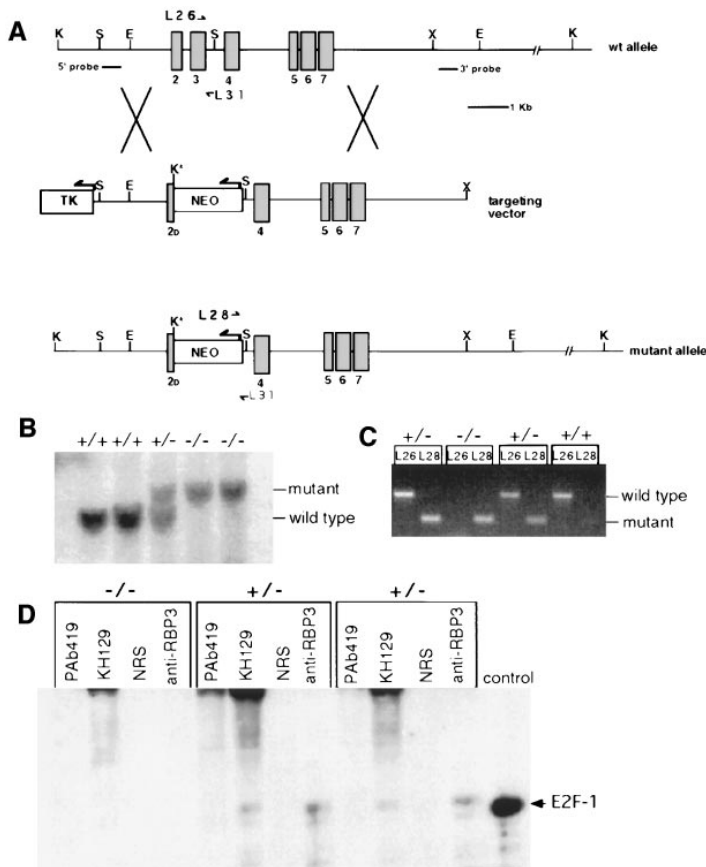 A
L26
K S E S X E K
wt allele
5' probe
3' probe
2 3 4 5 6 7
L31
1 Kb
K* S
S E X
TK NEO
targeting vector
2D 4 5 6 7
L28
K S E K* S X E K
NEO
mutant allele
2D 4 5 6 7
L31
B
+/+ +/+ +/- -/- -/-
mutant
wild type
C
+/- -/- +/- +/+
L26 L28 L26 L28 L26 L28 L26 L28
wild type
mutant
D
-/- +/- +/-
PAb419 KH129 NRS anti-RBP3 PAb419 KH129 NRS anti-RBP3 PAb419 KH129 NRS anti-RBP3 control
E2F-1